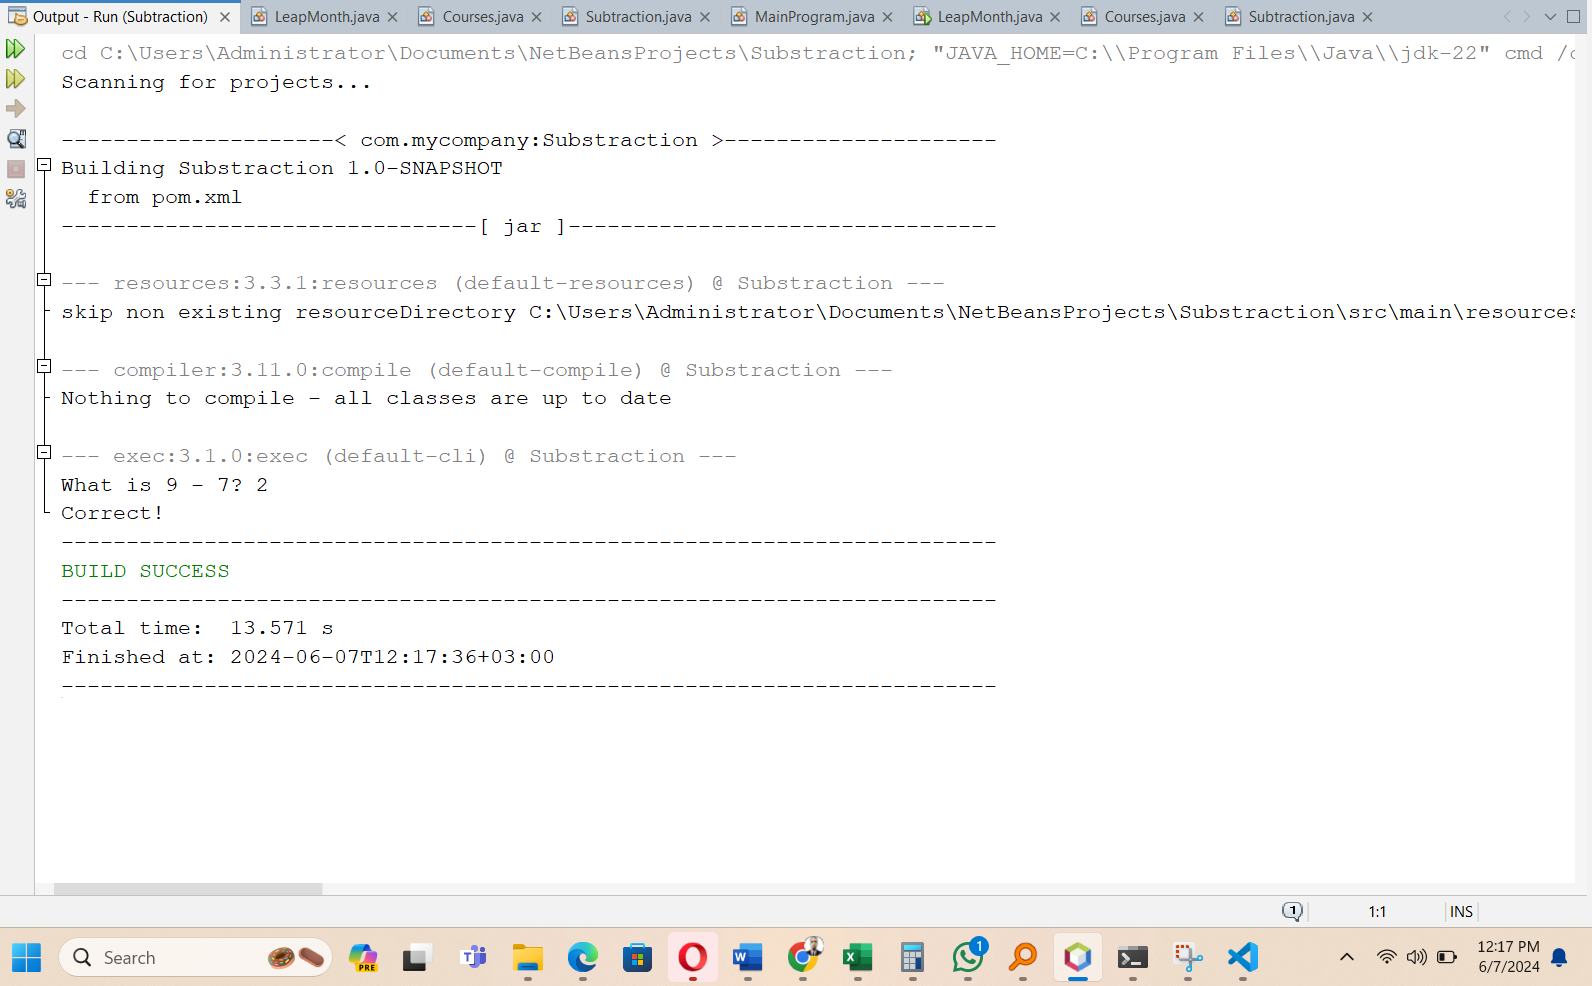 Output - Run (Subtraction) LeapMonth.java Courses.java Subtraction.java MainProgram.java LeapMonth.java Courses.java Subtraction.java
cd C:\Users\Administrator\Documents\NetBeansProjects\Substraction; "JAVA_HOME=C:\\Program Files\\Java\\jdk-22" cmd /c
Scanning for projects...
---------------------< com.mycompany:Substraction >---------------------
Building Substraction 1.0-SNAPSHOT
from pom.xml
--------------------------------[ jar ]---------------------------------
--- resources:3.3.1:resources (default-resources) @ Substraction ---
skip non existing resourceDirectory C:\Users\Administrator\Documents\NetBeansProjects\Substraction\src\main\resources
--- compiler:3.11.0:compile (default-compile) @ Substraction ---
Nothing to compile - all classes are up to date
--- exec:3.1.0:exec (default-cli) @ Substraction ---
What is 9 - 7? 2
Correct!
------------------------------------------------------------------------
BUILD SUCCESS
------------------------------------------------------------------------
Total time:  13.571 s
Finished at: 2024-06-07T12:17:36+03:00
------------------------------------------------------------------------
1 1:1 INS
Search PRE 1 12:17 PM
6/7/2024